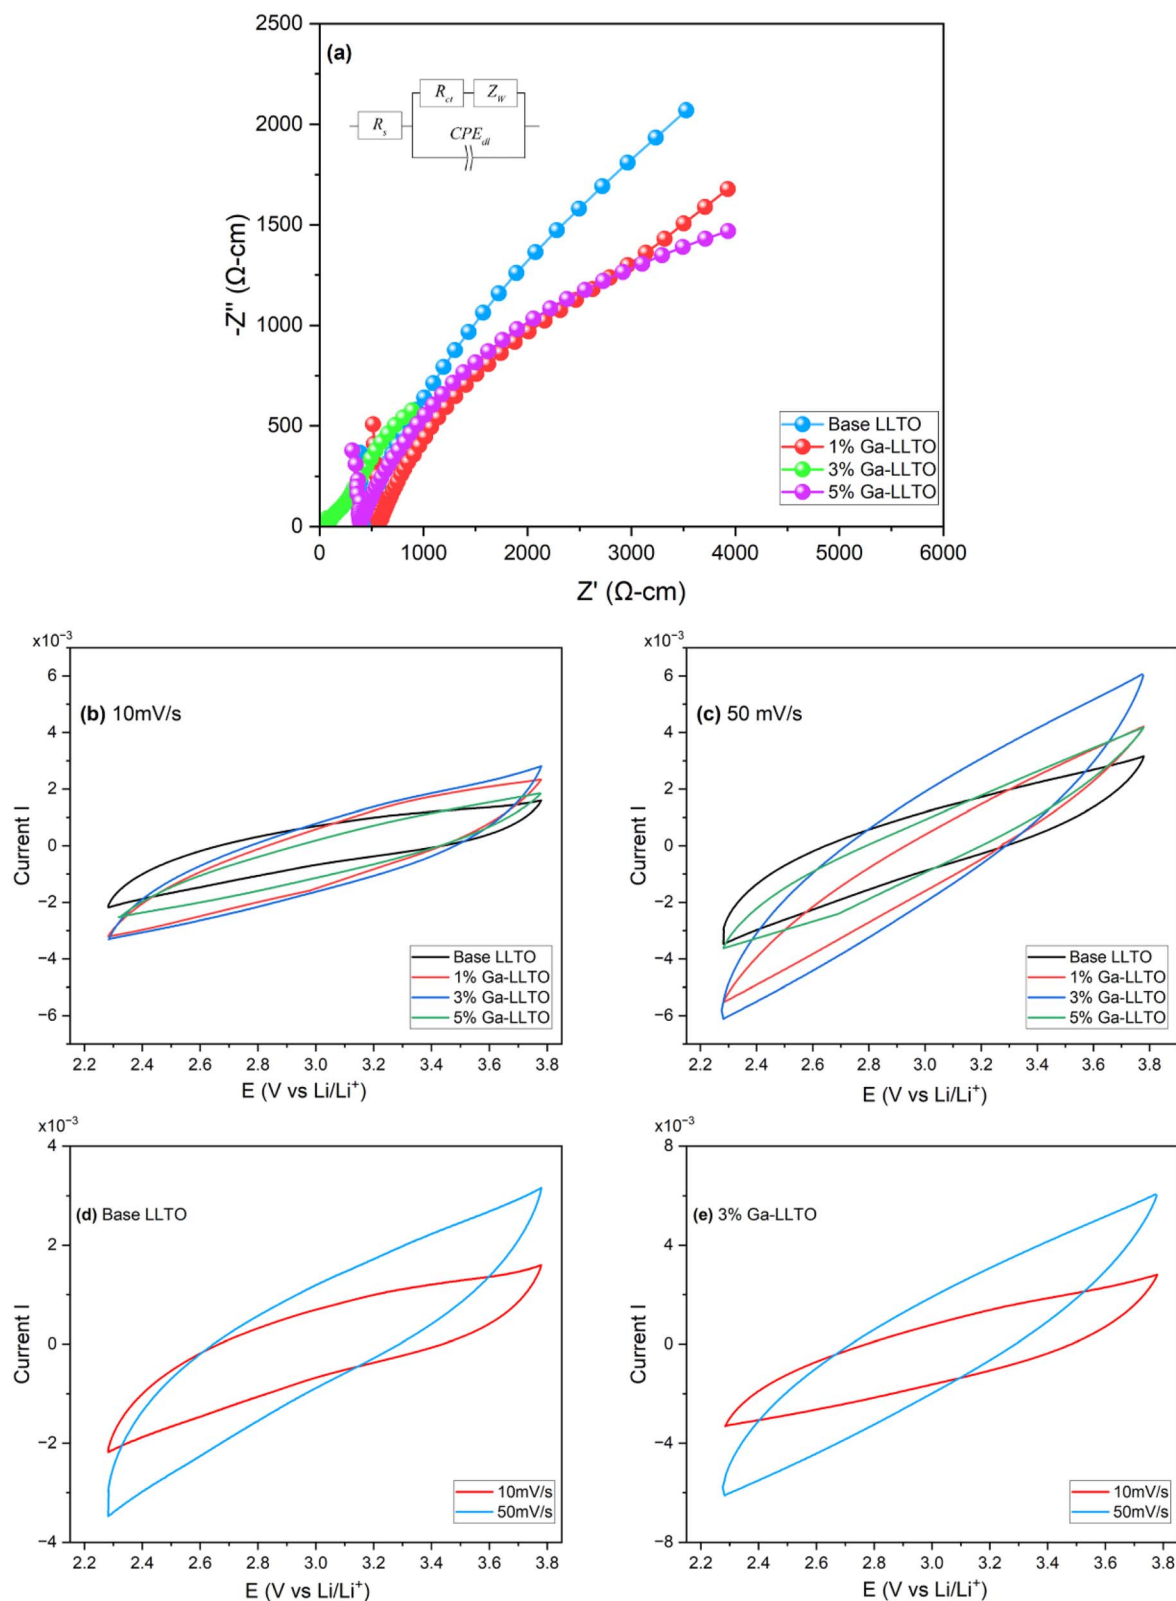 (a)
2500
2000
1500
1000
500
0
-Z" (Ω-cm)
R_s
R_ct
Z_W
CPE_dl
Base LLTO
1% Ga-LLTO
3% Ga-LLTO
5% Ga-LLTO
0 1000 2000 3000 4000 5000 6000
Z' (Ω-cm)
x10⁻³
(b) 10mV/s
6
4
2
0
−2
−4
−6
Current I
Base LLTO
1% Ga-LLTO
3% Ga-LLTO
5% Ga-LLTO
2.2 2.4 2.6 2.8 3.0 3.2 3.4 3.6 3.8
E (V vs Li/Li⁺)
x10⁻³
(c) 50 mV/s
6
4
2
0
−2
−4
−6
Current I
Base LLTO
1% Ga-LLTO
3% Ga-LLTO
5% Ga-LLTO
2.2 2.4 2.6 2.8 3.0 3.2 3.4 3.6 3.8
E (V vs Li/Li⁺)
x10⁻³
(d) Base LLTO
4
2
0
−2
−4
Current I
10mV/s
50mV/s
2.2 2.4 2.6 2.8 3.0 3.2 3.4 3.6 3.8
E (V vs Li/Li⁺)
x10⁻³
(e) 3% Ga-LLTO
8
4
0
−4
−8
Current I
10mV/s
50mV/s
2.2 2.4 2.6 2.8 3.0 3.2 3.4 3.6 3.8
E (V vs Li/Li⁺)